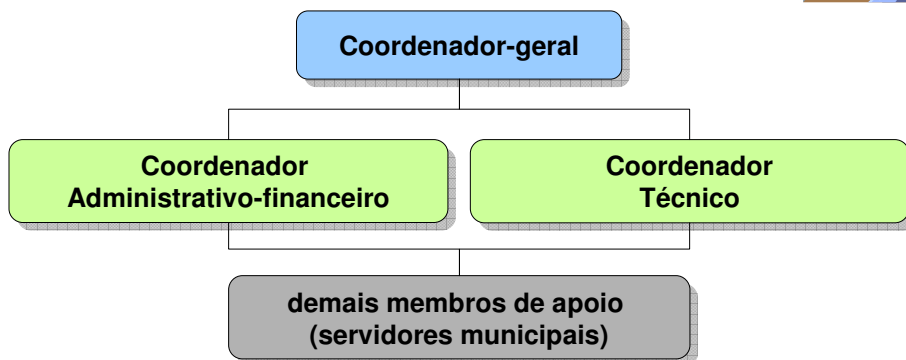 Coordenador-geral
Coordenador
Administrativo-financeiro
Coordenador
Técnico
demais membros de apoio
(servidores municipais)